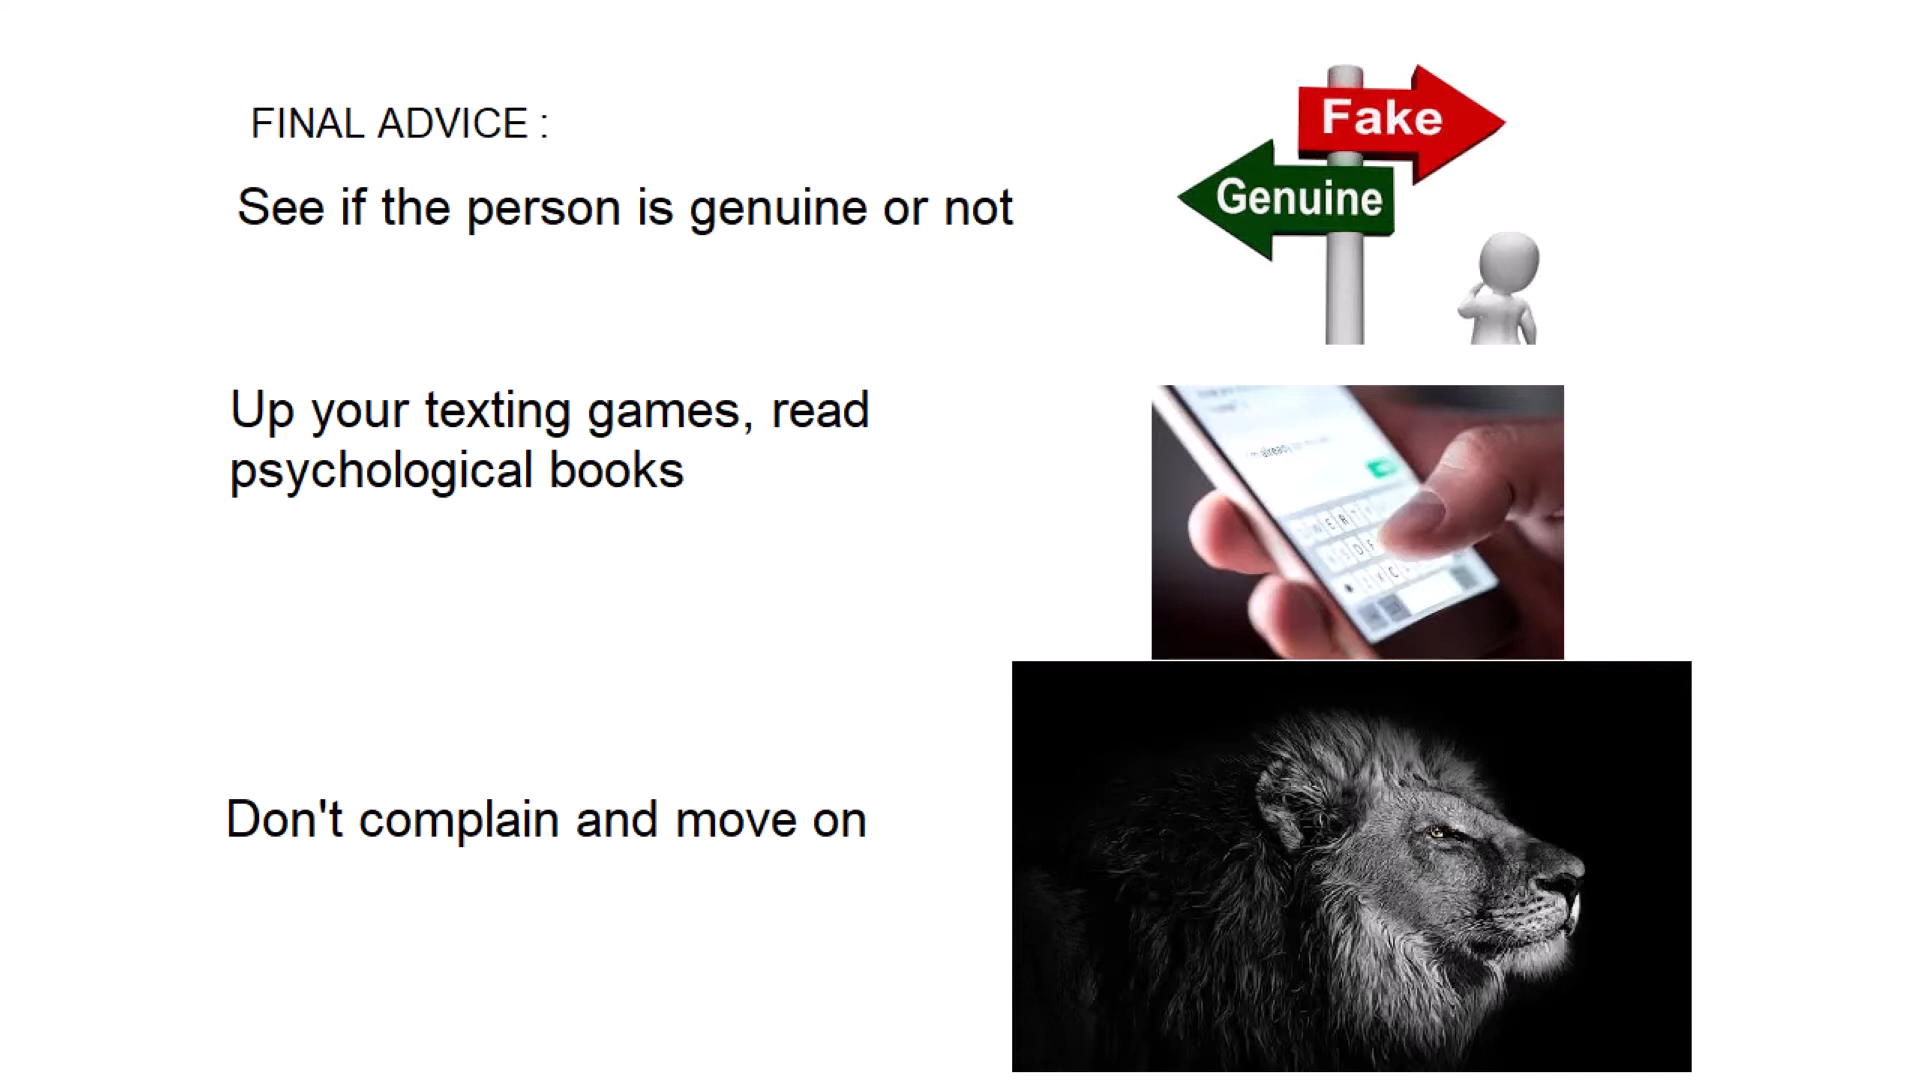 FINAL ADVICE :
See if the person is genuine or not
Fake
Genuine
Up your texting games, read
psychological books
already
Don't complain and move on